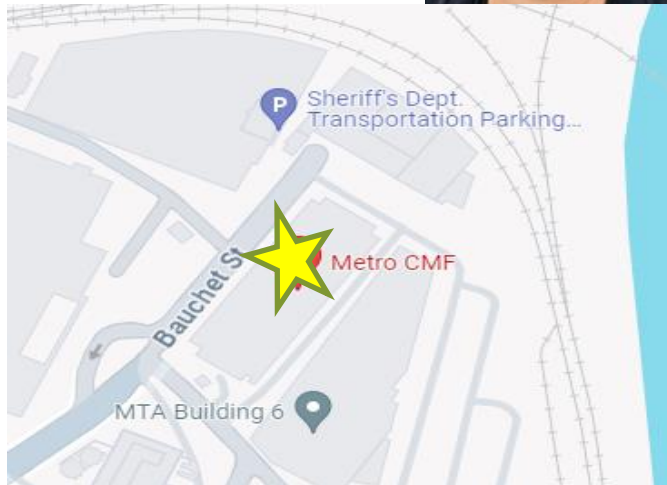 P
Sheriff's Dept.
Transportation Parking...
Metro CMF
Bauchet St
MTA Building 6